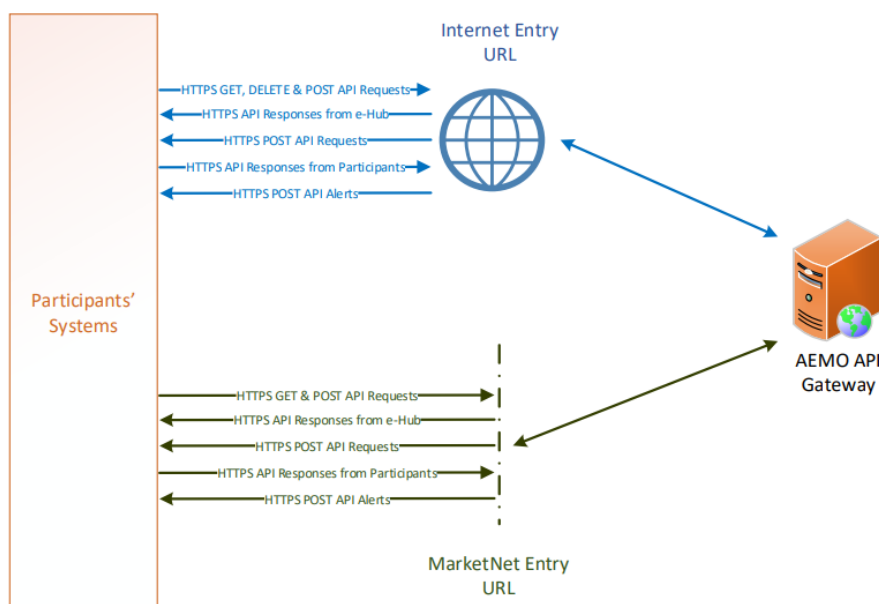 Internet Entry
URL
HTTPS GET, DELETE & POST API Requests
HTTPS API Responses from e-Hub
HTTPS POST API Requests
HTTPS API Responses from Participants
HTTPS POST API Alerts
Participants'
Systems
AEMO API
Gateway
HTTPS GET & POST API Requests
HTTPS API Responses from e-Hub
HTTPS POST API Requests
HTTPS API Responses from Participants
HTTPS POST API Alerts
MarketNet Entry
URL